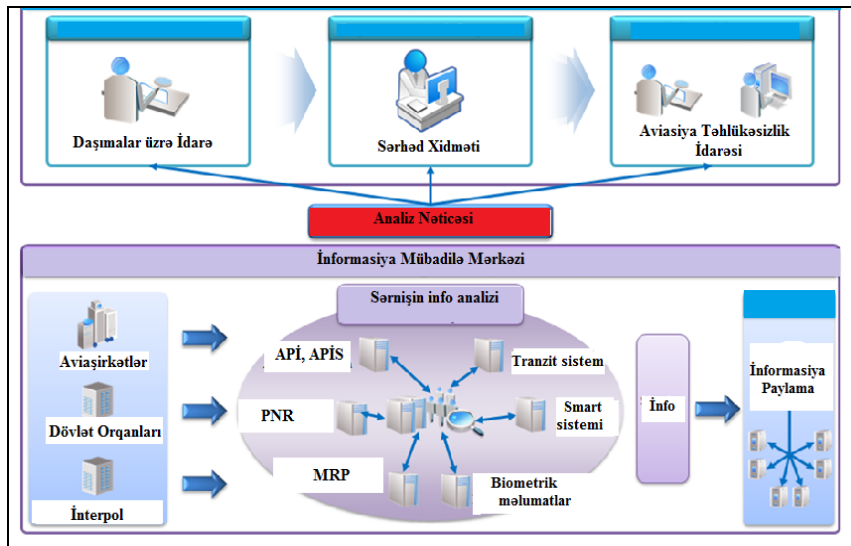 Daşımalar üzrə İdarə
Sərhəd Xidməti
Aviasiya Təhlükəsizlik
İdarəsi
Analiz Nəticəsi
İnformasiya Mübadilə Mərkəzi
Aviaşirkətlər
Dövlət Orqanları
İnterpol
Sərnişin info analizi
APİ, APİS
PNR
MRP
Tranzit sistem
Smart
sistemi
Biometrik
məlumatlar
İnfo
İnformasiya
Paylama